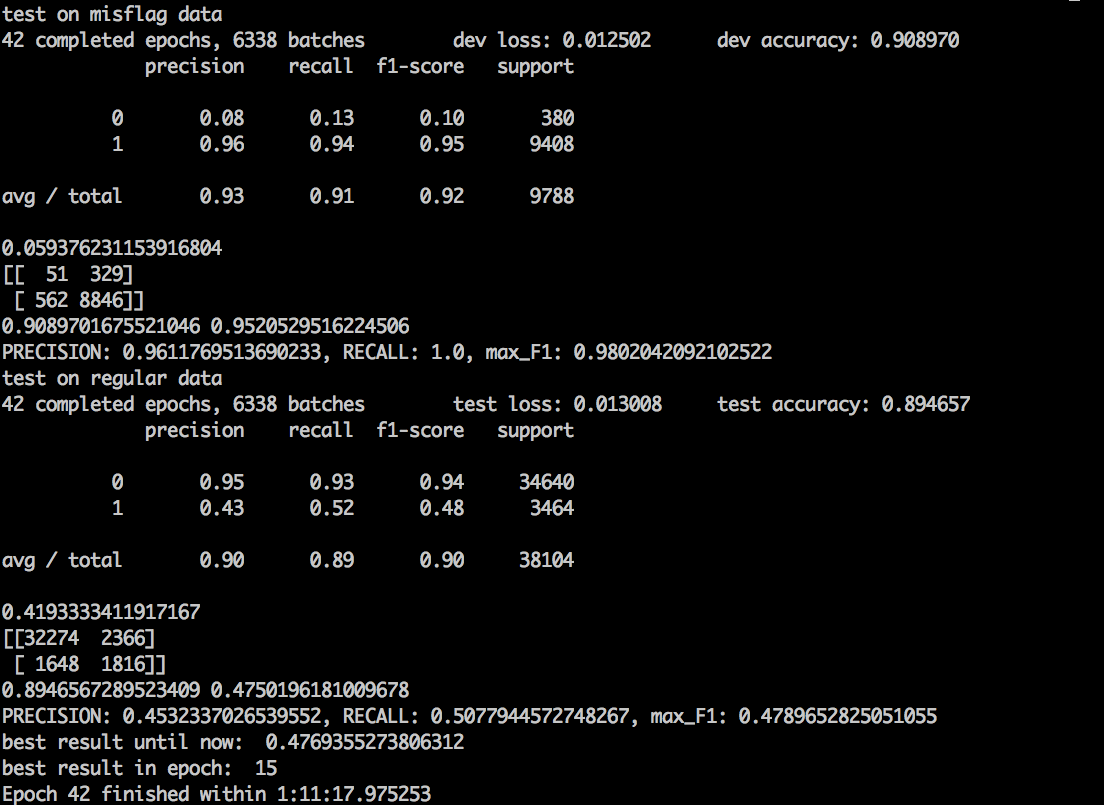 test on misflag data
42 completed epochs, 6338 batches        dev loss: 0.012502      dev accuracy: 0.908970
             precision    recall  f1-score   support

          0       0.08      0.13      0.10       380
          1       0.96      0.94      0.95      9408

avg / total       0.93      0.91      0.92      9788

0.059376231153916804
[[  51  329]
 [ 562 8846]]
0.9089701675521046 0.9520529516224506
PRECISION: 0.9611769513690233, RECALL: 1.0, max_F1: 0.9802042092102522
test on regular data
42 completed epochs, 6338 batches        test loss: 0.013008     test accuracy: 0.894657
             precision    recall  f1-score   support

          0       0.95      0.93      0.94     34640
          1       0.43      0.52      0.48      3464

avg / total       0.90      0.89      0.90     38104

0.4193333411917167
[[32274  2366]
 [ 1648  1816]]
0.8946567289523409 0.4750196181009678
PRECISION: 0.4532337026539552, RECALL: 0.5077944572748267, max_F1: 0.4789652825051055
best result until now:  0.4769355273806312
best result in epoch:  15
Epoch 42 finished within 1:11:17.975253